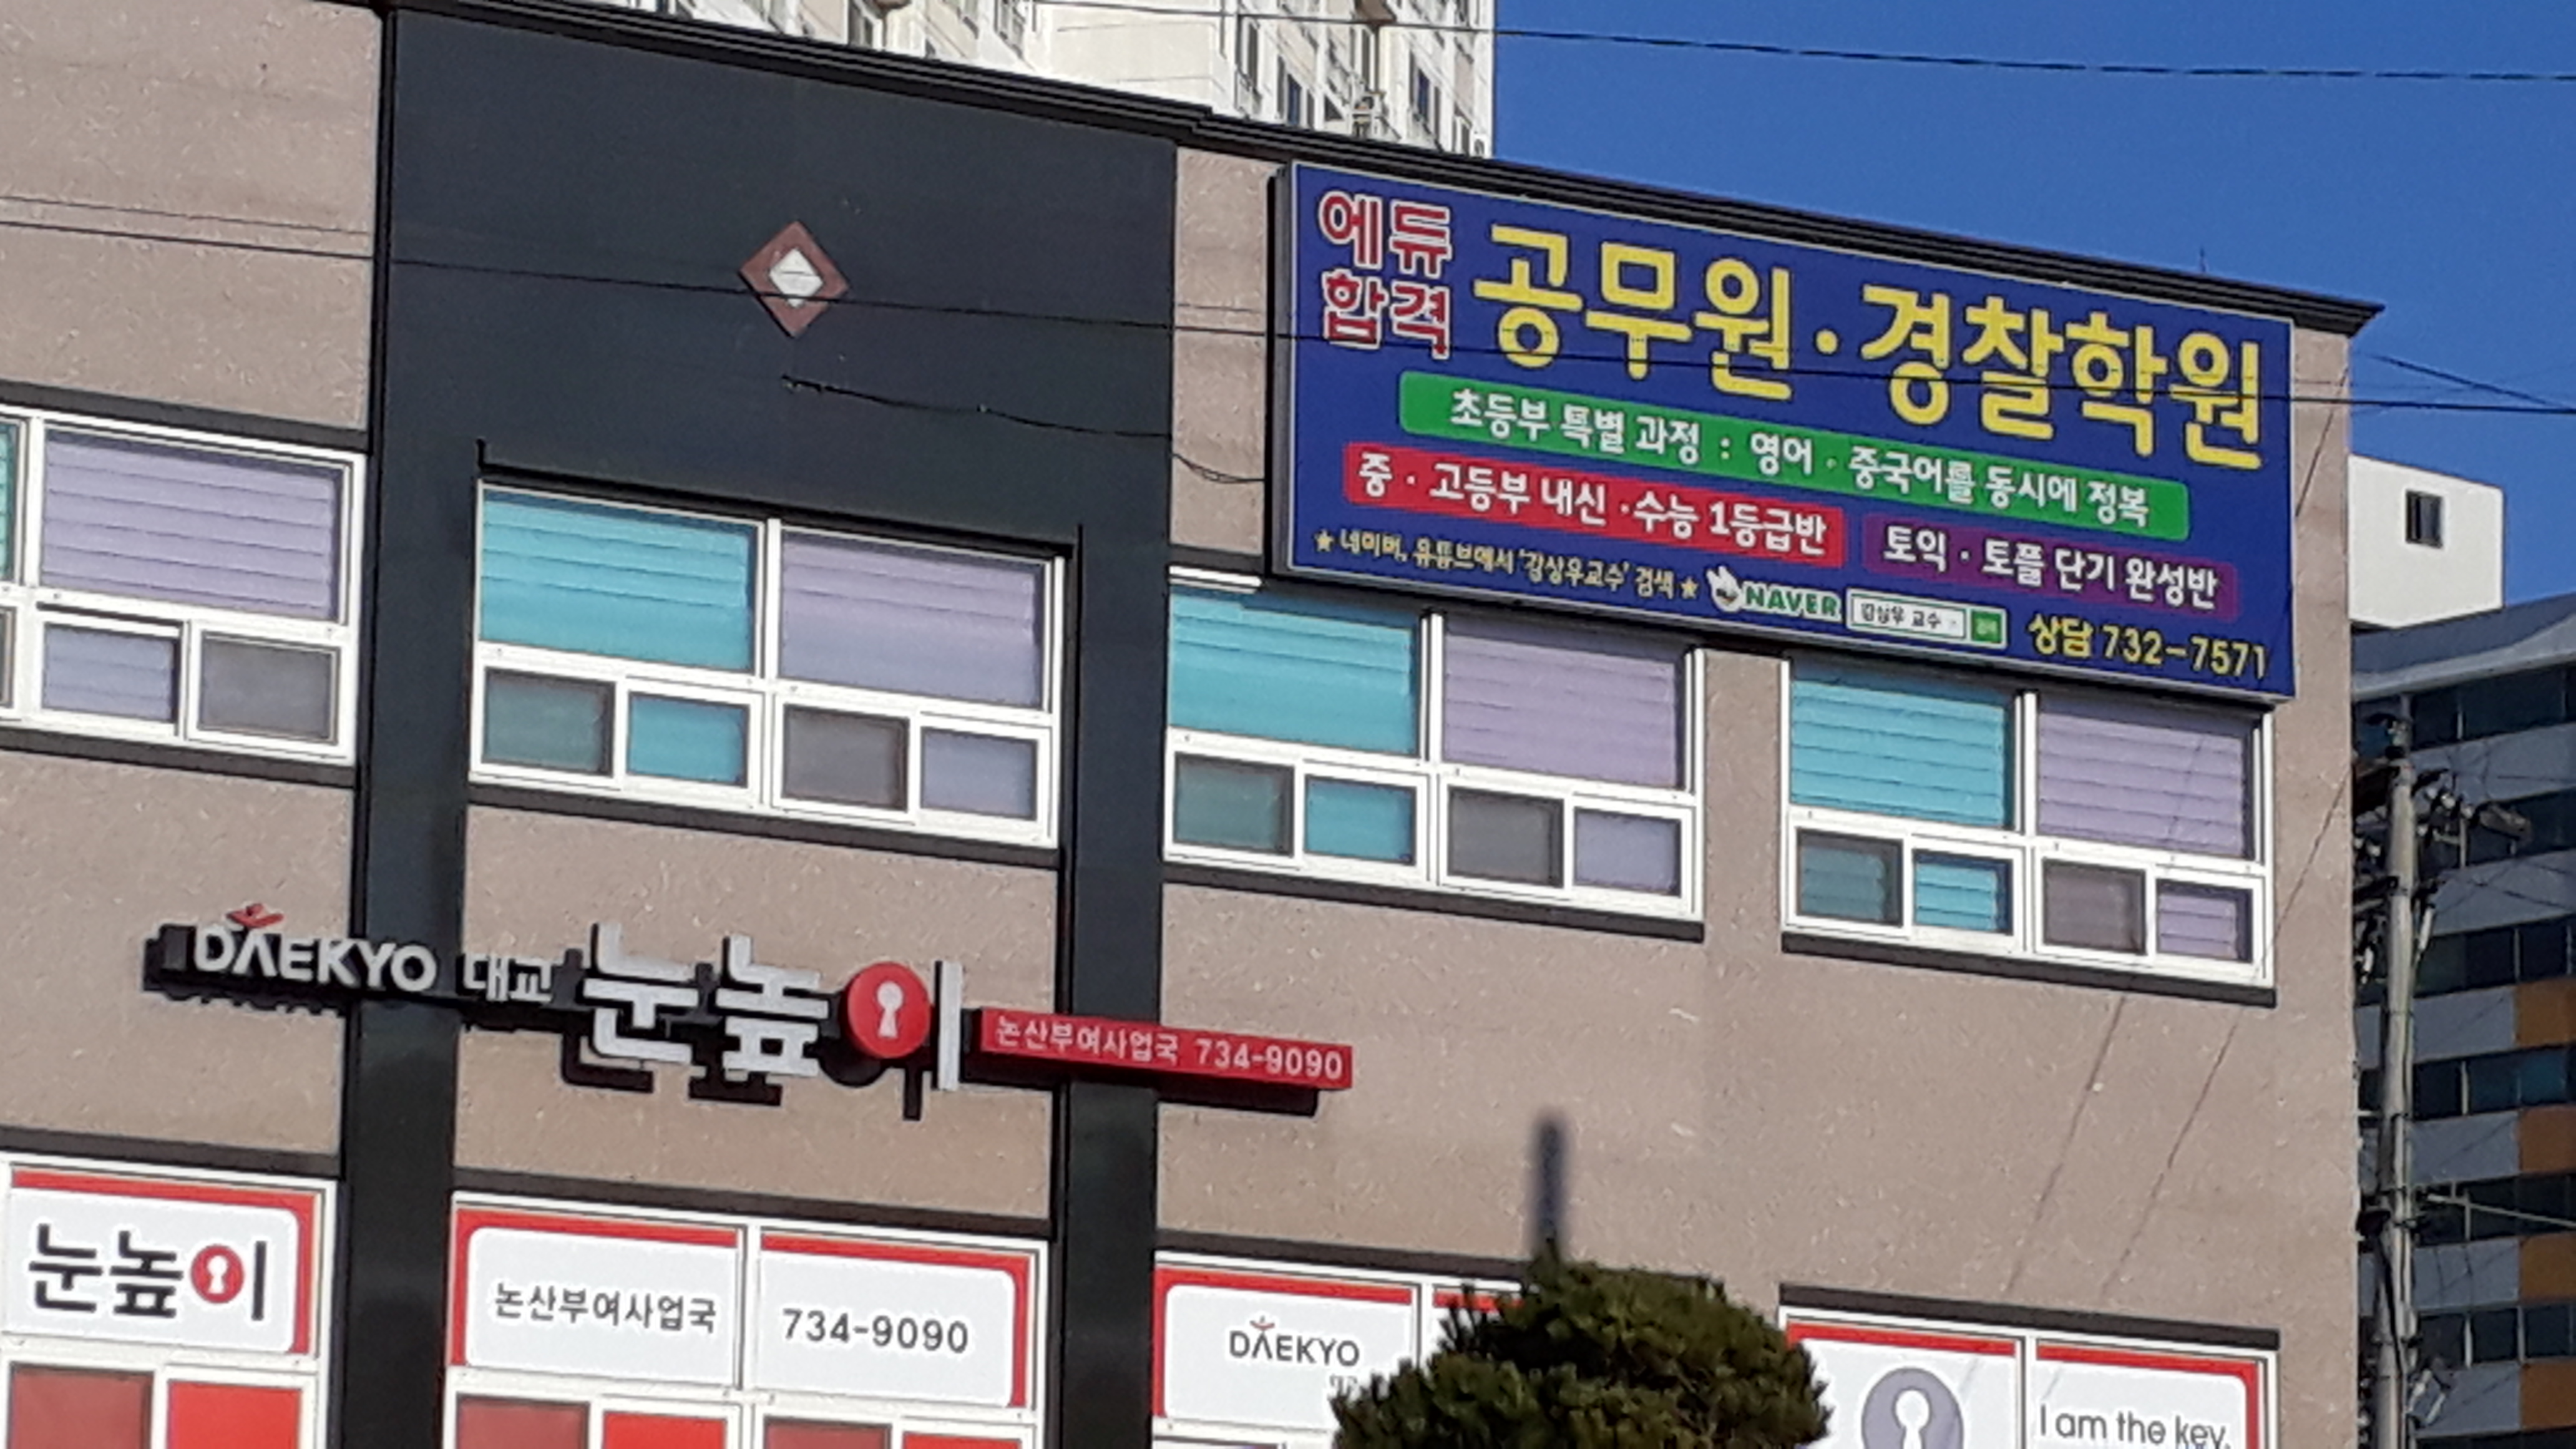 에듀
합격
공무원·경찰학원
초등부 특별 과정 : 영어·중국어를 동시에 정복
중·고등부 내신·수능 1등급반
토익·토플 단기 완성반
★ 네이버, 유튜브에서 '김상우교수' 검색 ★
NAVER
김상우 교수
검색
상담 732-7571
DAEKYO 대교 눈높이
논산부여사업국 734-9090
눈높이
논산부여사업국
734-9090
DAEKYO
I am the key.